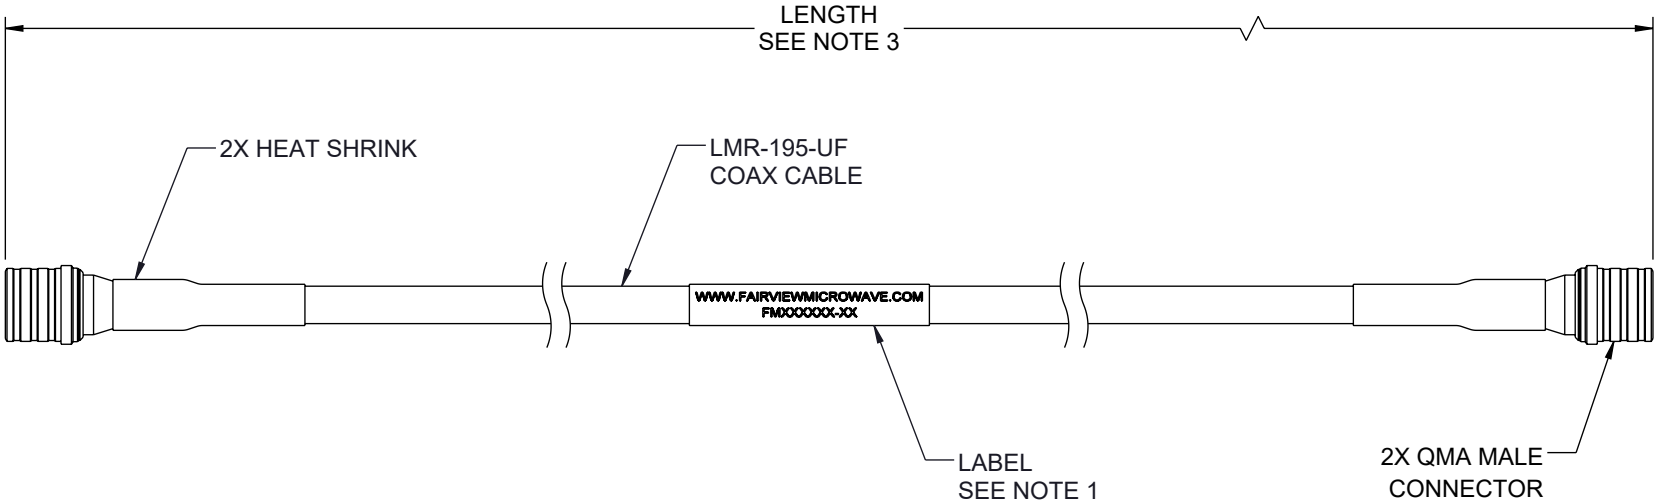 LENGTH
SEE NOTE 3
2X HEAT SHRINK
LMR-195-UF
COAX CABLE
WWW.FAIRVIEWMICROWAVE.COM
FMXXXXXX-XX
LABEL
SEE NOTE 1
2X QMA MALE
CONNECTOR